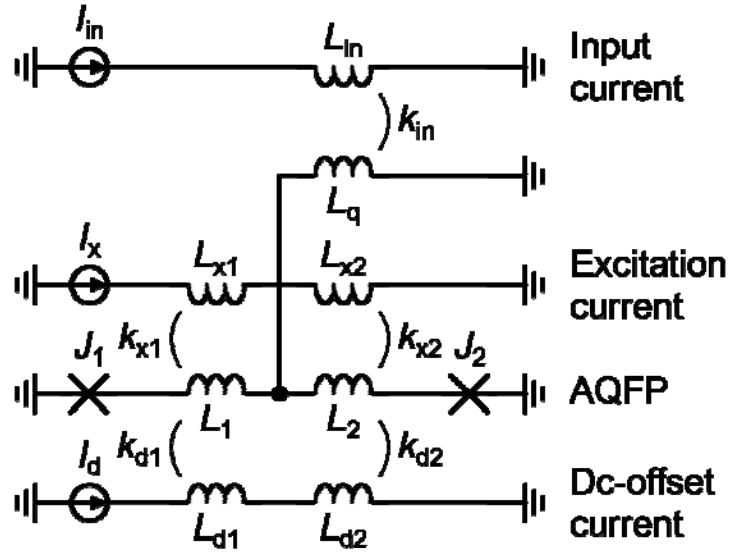 I_in
L_in
Input
current
k_in
L_q
I_x
L_x1
L_x2
Excitation
current
k_x1
k_x2
J_1
J_2
L_1
L_2
AQFP
k_d1
k_d2
I_d
L_d1
L_d2
Dc-offset
current